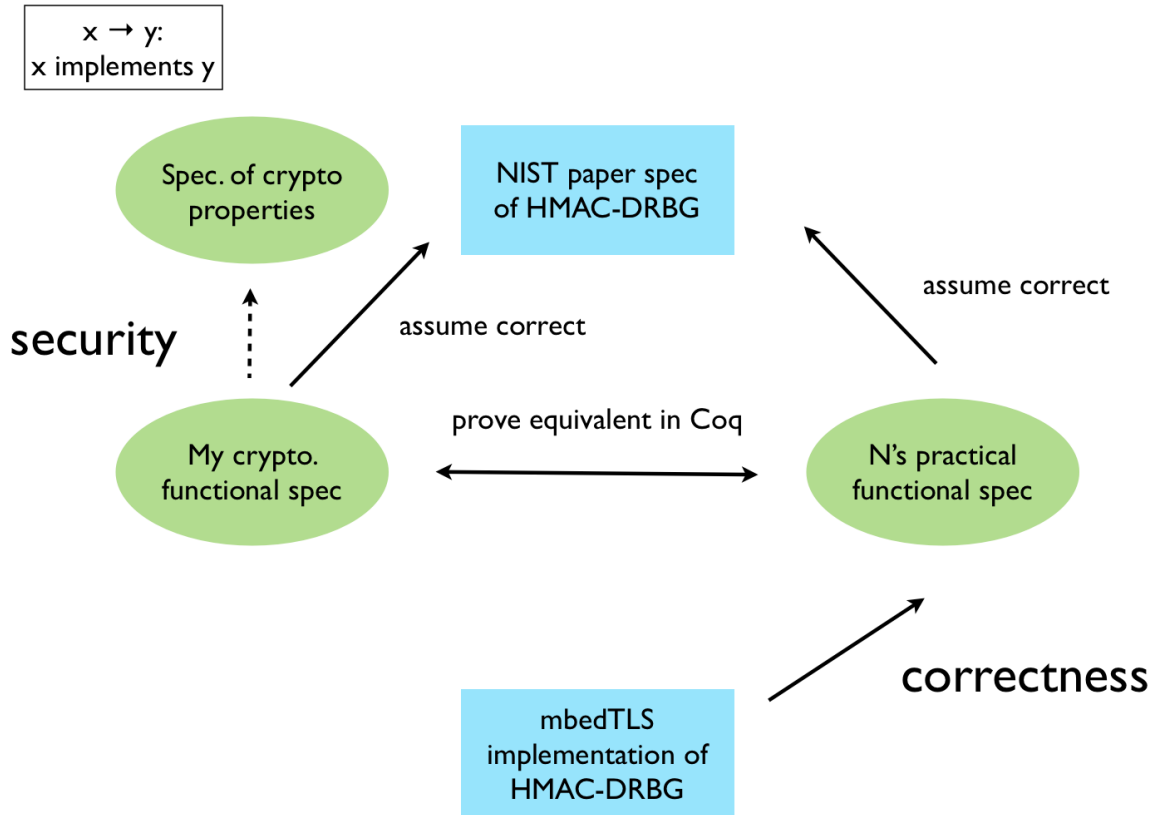 x → y:
x implements y
Spec. of crypto
properties
NIST paper spec
of HMAC-DRBG
assume correct
security
assume correct
prove equivalent in Coq
My crypto.
functional spec
N's practical
functional spec
correctness
mbedTLS
implementation of
HMAC-DRBG